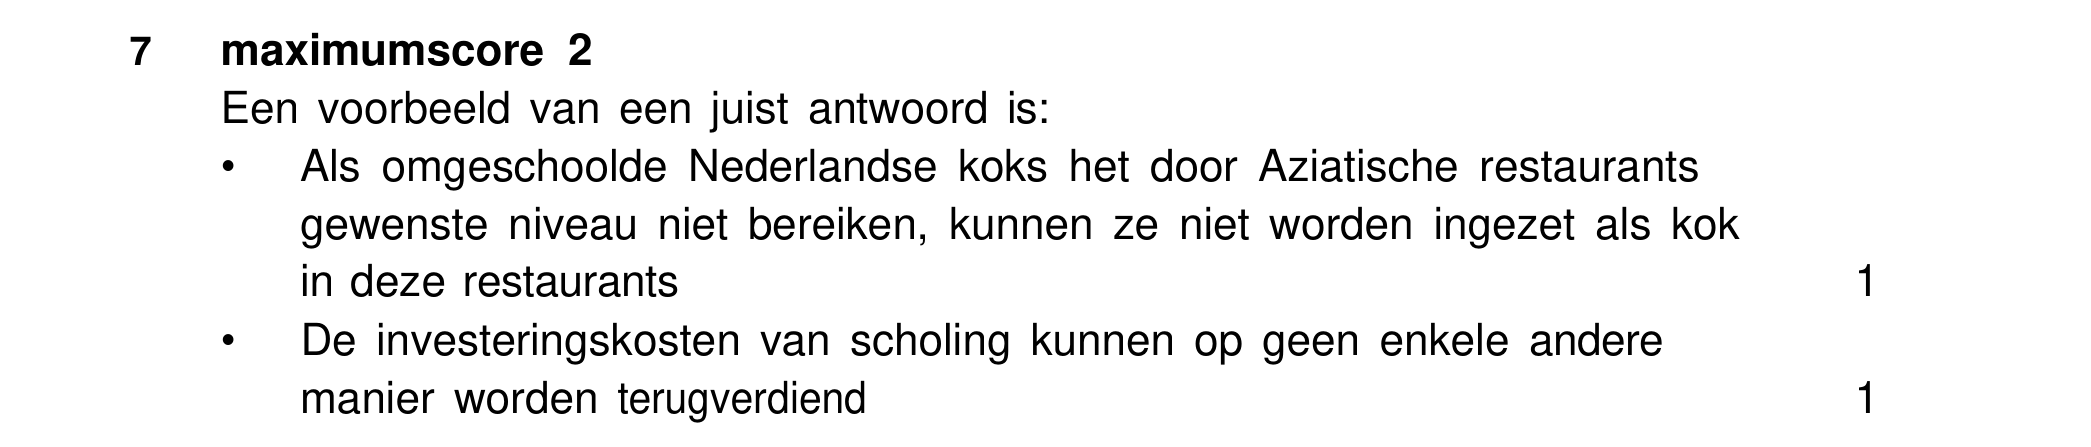 7 maximumscore 2
Een voorbeeld van een juist antwoord is:
• Als omgeschoolde Nederlandse koks het door Aziatische restaurants
gewenste niveau niet bereiken, kunnen ze niet worden ingezet als kok
in deze restaurants 1
• De investeringskosten van scholing kunnen op geen enkele andere
manier worden terugverdiend 1